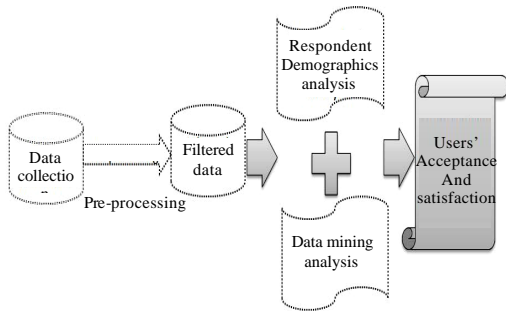 Data
collectio
Pre-processing
Filtered
data
Respondent
Demographics
analysis
Data mining
analysis
Users'
Acceptance
And
satisfaction